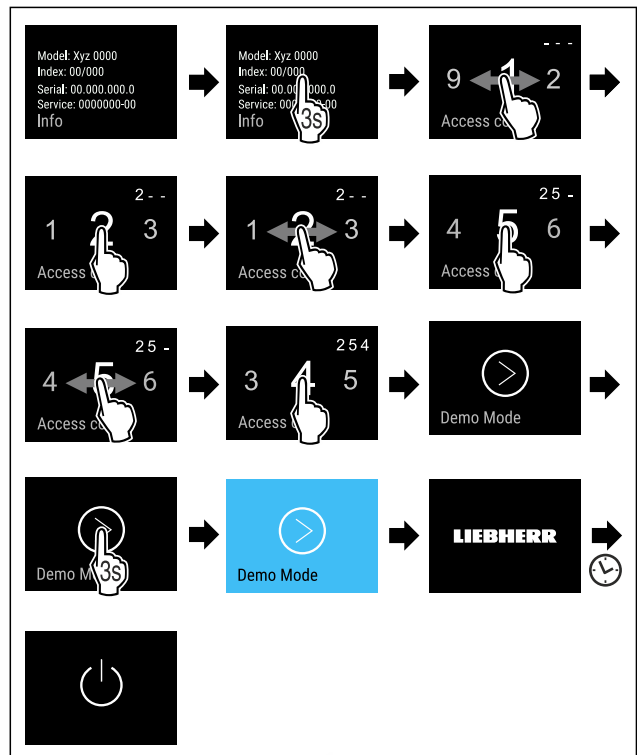 Model: Xyz 0000
Index: 00/000
Serial: 00.000.000.0
Service: 0000000-00
Info
Model: Xyz 0000
Index: 00/000
Serial: 00.000.000.0
Service: 00 00
Info
3s
- - -
9 1 2
Access c
2 - -
1 2 3
Access c
2 - -
1 2 3
Access c
2 5 -
4 5 6
Access c
2 5 -
4 5 6
Access c
2 5 4
3 4 5
Access
Demo Mode
Demo M
3s
Demo Mode
LIEBHERR